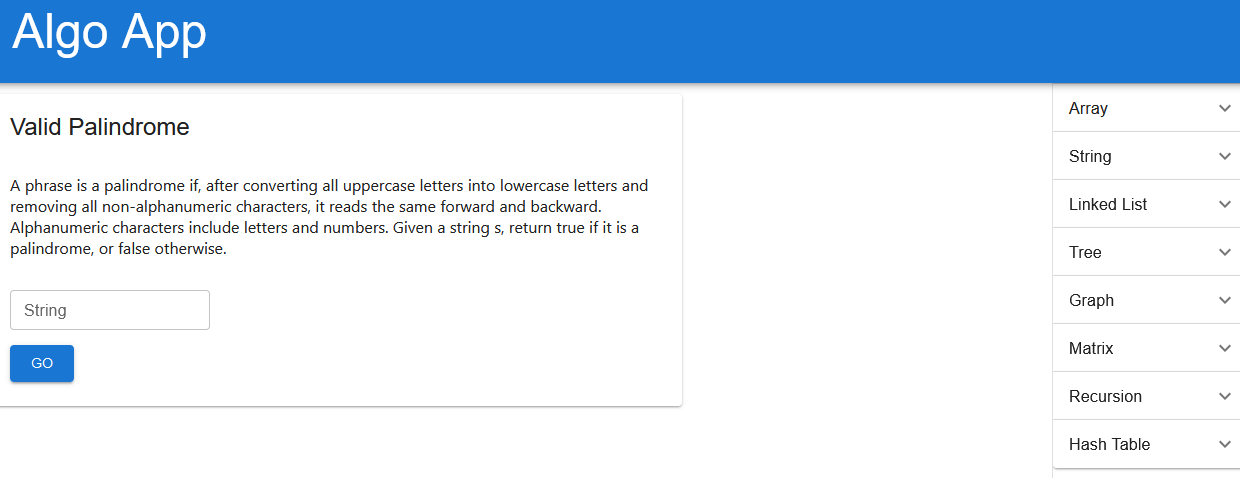 Algo App
Valid Palindrome
A phrase is a palindrome if, after converting all uppercase letters into lowercase letters and
removing all non-alphanumeric characters, it reads the same forward and backward.
Alphanumeric characters include letters and numbers. Given a string s, return true if it is a
palindrome, or false otherwise.
String
GO
Array
String
Linked List
Tree
Graph
Matrix
Recursion
Hash Table